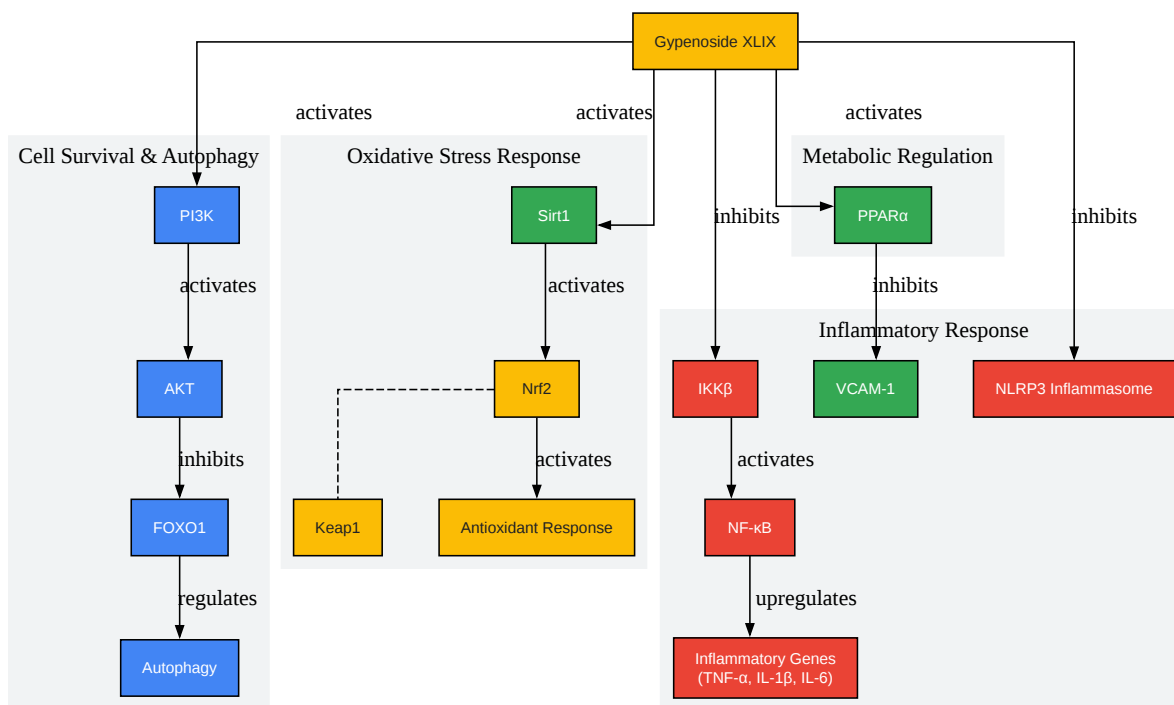 Gypenoside XLIX
activates
activates
activates
Cell Survival & Autophagy
Oxidative Stress Response
Metabolic Regulation
PI3K
Sirt1
inhibits
PPARα
inhibits
activates
activates
inhibits
Inflammatory Response
AKT
Nrf2
IKKβ
VCAM-1
NLRP3 Inflammasome
inhibits
activates
activates
FOXO1
Keap1
Antioxidant Response
NF-κB
regulates
upregulates
Autophagy
Inflammatory Genes
(TNF-α, IL-1β, IL-6)